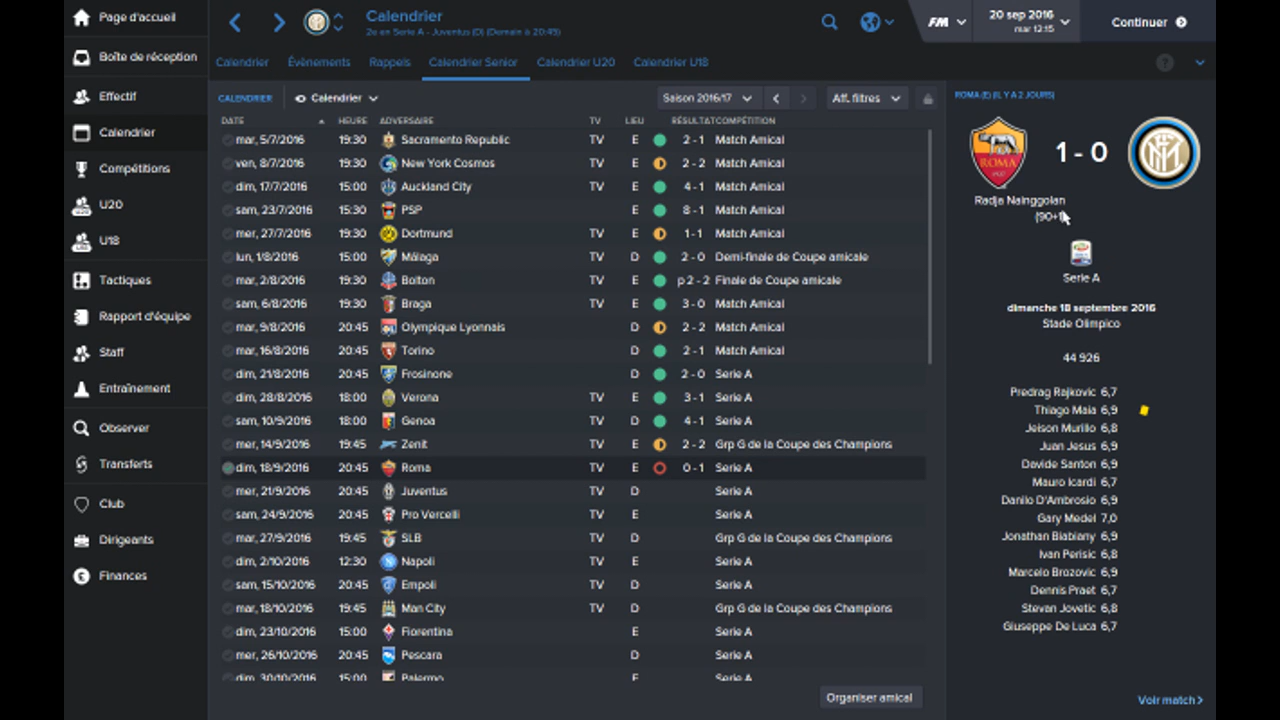 Page d'accueil
Boîte de réception
Effectif
Calendrier
Compétitions
U20
U18
Tactiques
Rapport d'équipe
Staff
Entraînement
Observer
Transferts
Club
Dirigeants
Finances
Calendrier
2e en Serie A - Juventus (D) (Demain à 20:45)
FM
20 sep 2016
mar 12:15
Continuer
Calendrier Évènements Rappels Calendrier Senior Calendrier U20 Calendrier U18
CALENDRIER Calendrier Saison 2016/17 Aff. filtres
DATE HEURE ADVERSAIRE TV LIEU RÉSULTAT COMPÉTITION
mar, 5/7/2016 19:30 Sacramento Republic TV E 2 - 1 Match Amical
ven, 8/7/2016 19:30 New York Cosmos TV E 2 - 2 Match Amical
dim, 17/7/2016 15:00 Auckland City TV E 4 - 1 Match Amical
sam, 23/7/2016 15:30 PSP E 8 - 1 Match Amical
mer, 27/7/2016 19:30 Dortmund TV E 1 - 1 Match Amical
lun, 1/8/2016 15:00 Málaga TV D 2 - 0 Demi-finale de Coupe amicale
mar, 2/8/2016 19:30 Bolton TV E p 2 - 2 Finale de Coupe amicale
sam, 6/8/2016 19:30 Braga TV E 3 - 0 Match Amical
mar, 9/8/2016 20:45 Olympique Lyonnais D 2 - 2 Match Amical
mar, 16/8/2016 20:45 Torino D 2 - 1 Match Amical
dim, 21/8/2016 20:45 Frosinone D 2 - 0 Serie A
dim, 28/8/2016 18:00 Verona TV E 3 - 1 Serie A
sam, 10/9/2016 18:00 Genoa TV D 4 - 1 Serie A
mer, 14/9/2016 19:45 Zenit TV E 2 - 2 Grp G de la Coupe des Champions
dim, 18/9/2016 20:45 Roma TV E 0 - 1 Serie A
mer, 21/9/2016 20:45 Juventus TV D Serie A
sam, 24/9/2016 20:45 Pro Vercelli TV E Serie A
mar, 27/9/2016 19:45 SLB TV D Grp G de la Coupe des Champions
dim, 2/10/2016 12:30 Napoli TV E Serie A
sam, 15/10/2016 20:45 Empoli TV D Serie A
mar, 18/10/2016 19:45 Man City TV D Grp G de la Coupe des Champions
dim, 23/10/2016 15:00 Fiorentina E Serie A
mer, 26/10/2016 20:45 Pescara D Serie A
dim, 30/10/2016 15:00 Palermo E Serie A
Organiser amical
ROMA (E) (IL Y A 2 JOURS)
ROMA
1 - 0
Radja Nainggolan
(90+1)
Serie A
dimanche 18 septembre 2016
Stade Olimpico
44 926
Predrag Rajkovic 6,7
Thiago Maia 6,9
Jeison Murillo 6,8
Juan Jesus 6,9
Davide Santon 6,9
Mauro Icardi 6,7
Danilo D'Ambrosio 6,9
Gary Medel 7,0
Jonathan Biabiany 6,9
Ivan Perisic 6,8
Marcelo Brozovic 6,9
Dennis Praet 6,7
Stevan Jovetic 6,8
Giuseppe De Luca 6,7
Voir match >